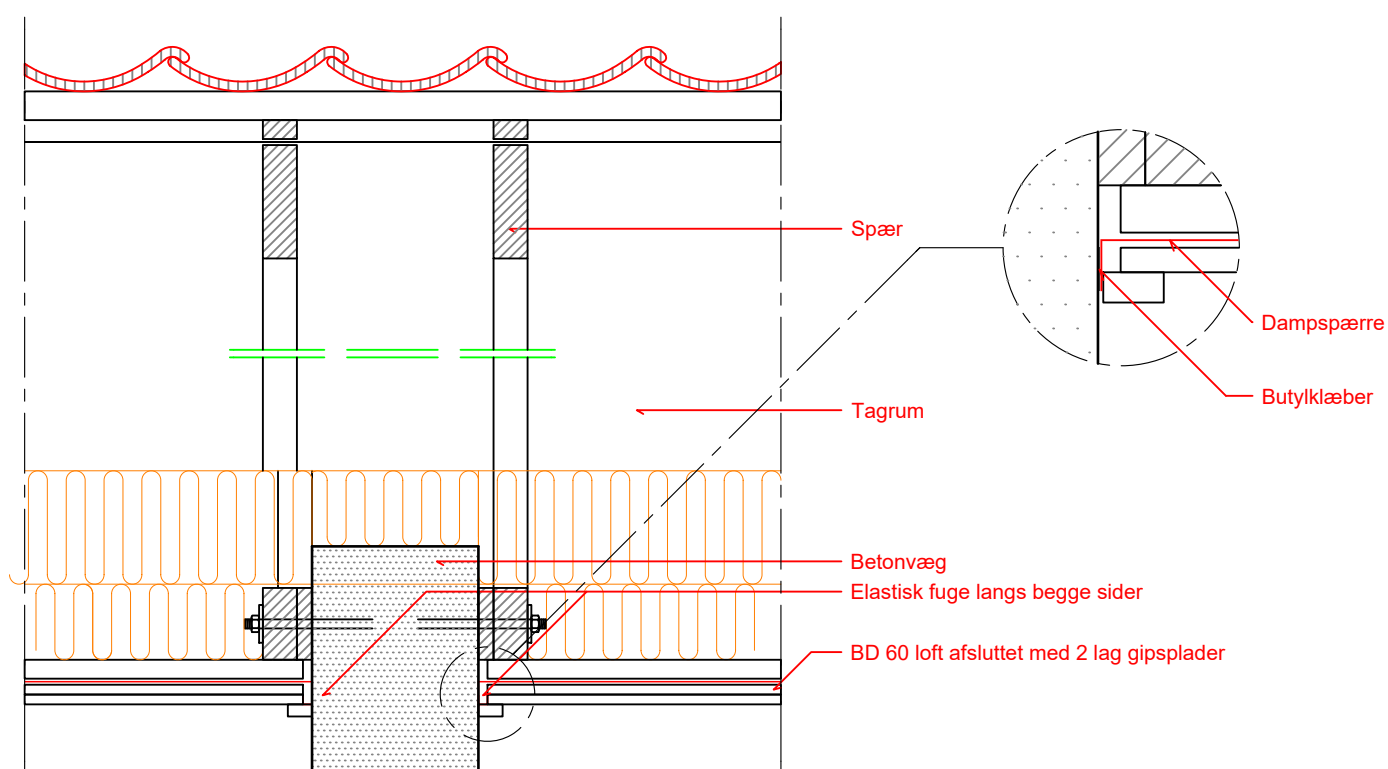 Spær
Dampspærre
Butylklæber
Tagrum
Betonvæg
Elastisk fuge langs begge sider
BD 60 loft afsluttet med 2 lag gipsplader